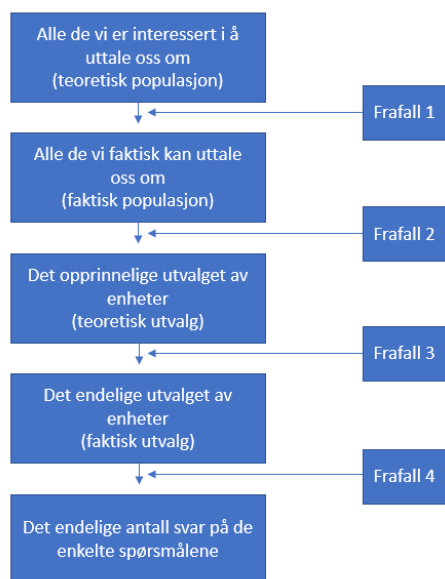 Alle de vi er interessert i å
uttale oss om
(teoretisk populasjon)
Frafall 1
Alle de vi faktisk kan uttale
oss om
(faktisk populasjon)
Frafall 2
Det opprinnelige utvalget av
enheter
(teoretisk utvalg)
Frafall 3
Det endelige utvalget av
enheter
(faktisk utvalg)
Frafall 4
Det endelige antall svar på de
enkelte spørsmålene